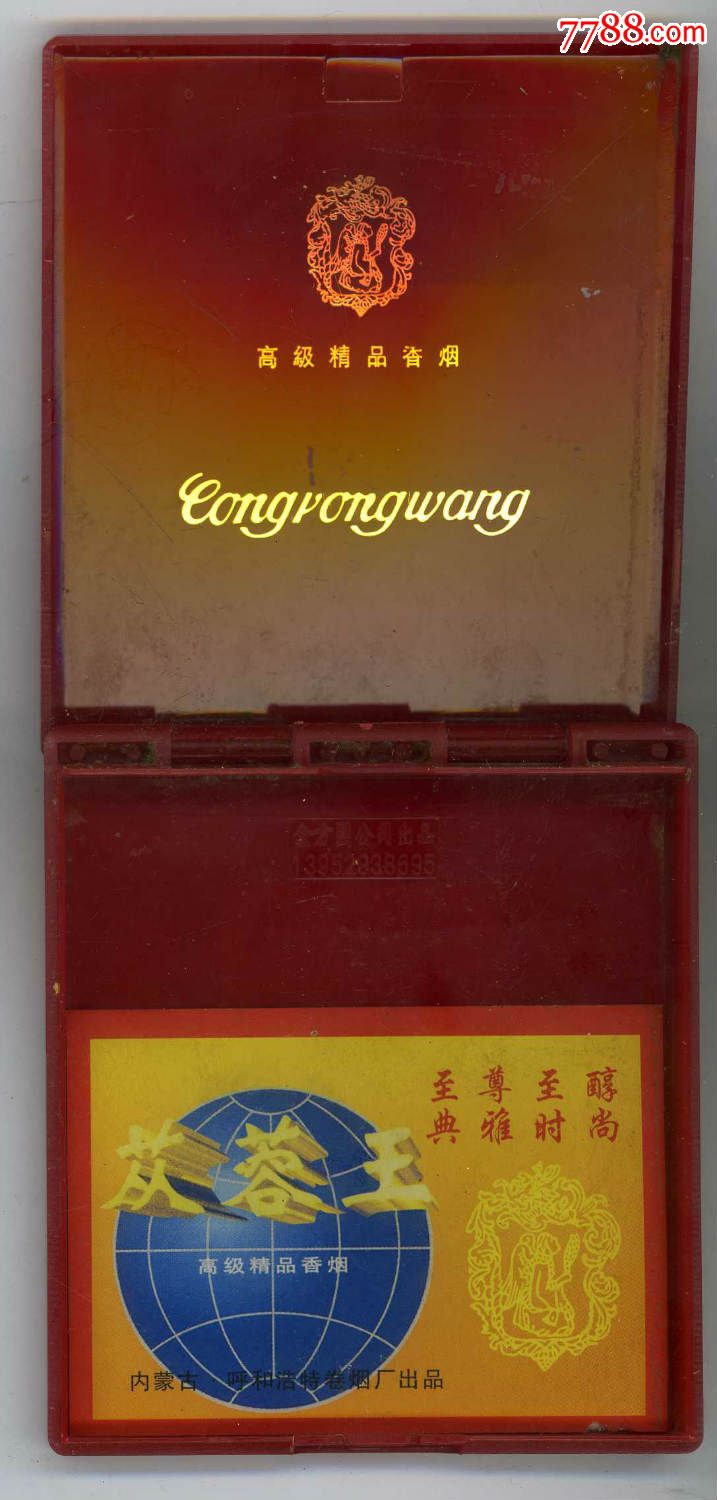 7788.com
高級精品香烟
Congrongwang
至尊至醇
典雅时尚
苁蓉王
高级精品香烟
内蒙古·呼和浩特卷烟厂出品